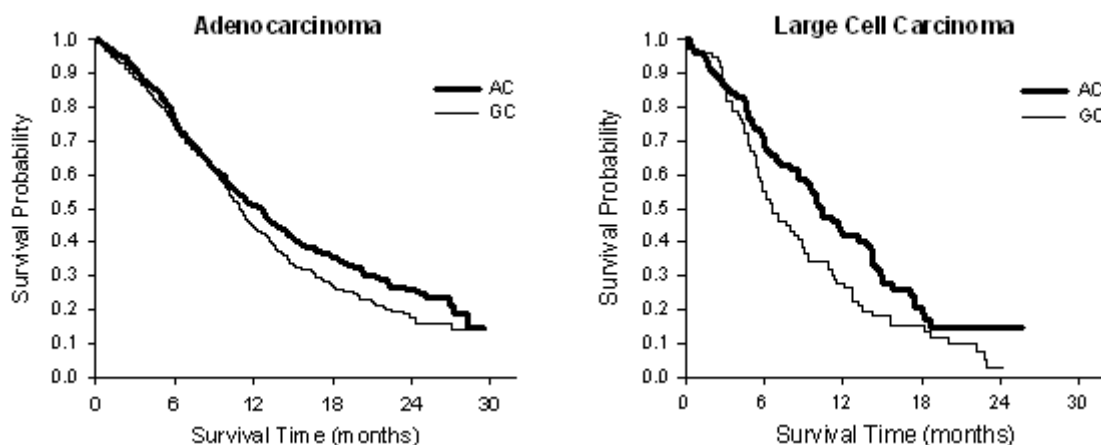 Adenocarcinoma
Survival Probability
1.0
0.9
0.8
0.7
0.6
0.5
0.4
0.3
0.2
0.1
0.0
AC
GC
0 6 12 18 24 30
Survival Time (months)
Large Cell Carcinoma
Survival Probability
1.0
0.9
0.8
0.7
0.6
0.5
0.4
0.3
0.2
0.1
0.0
AC
GC
0 6 12 18 24 30
Survival Time (months)